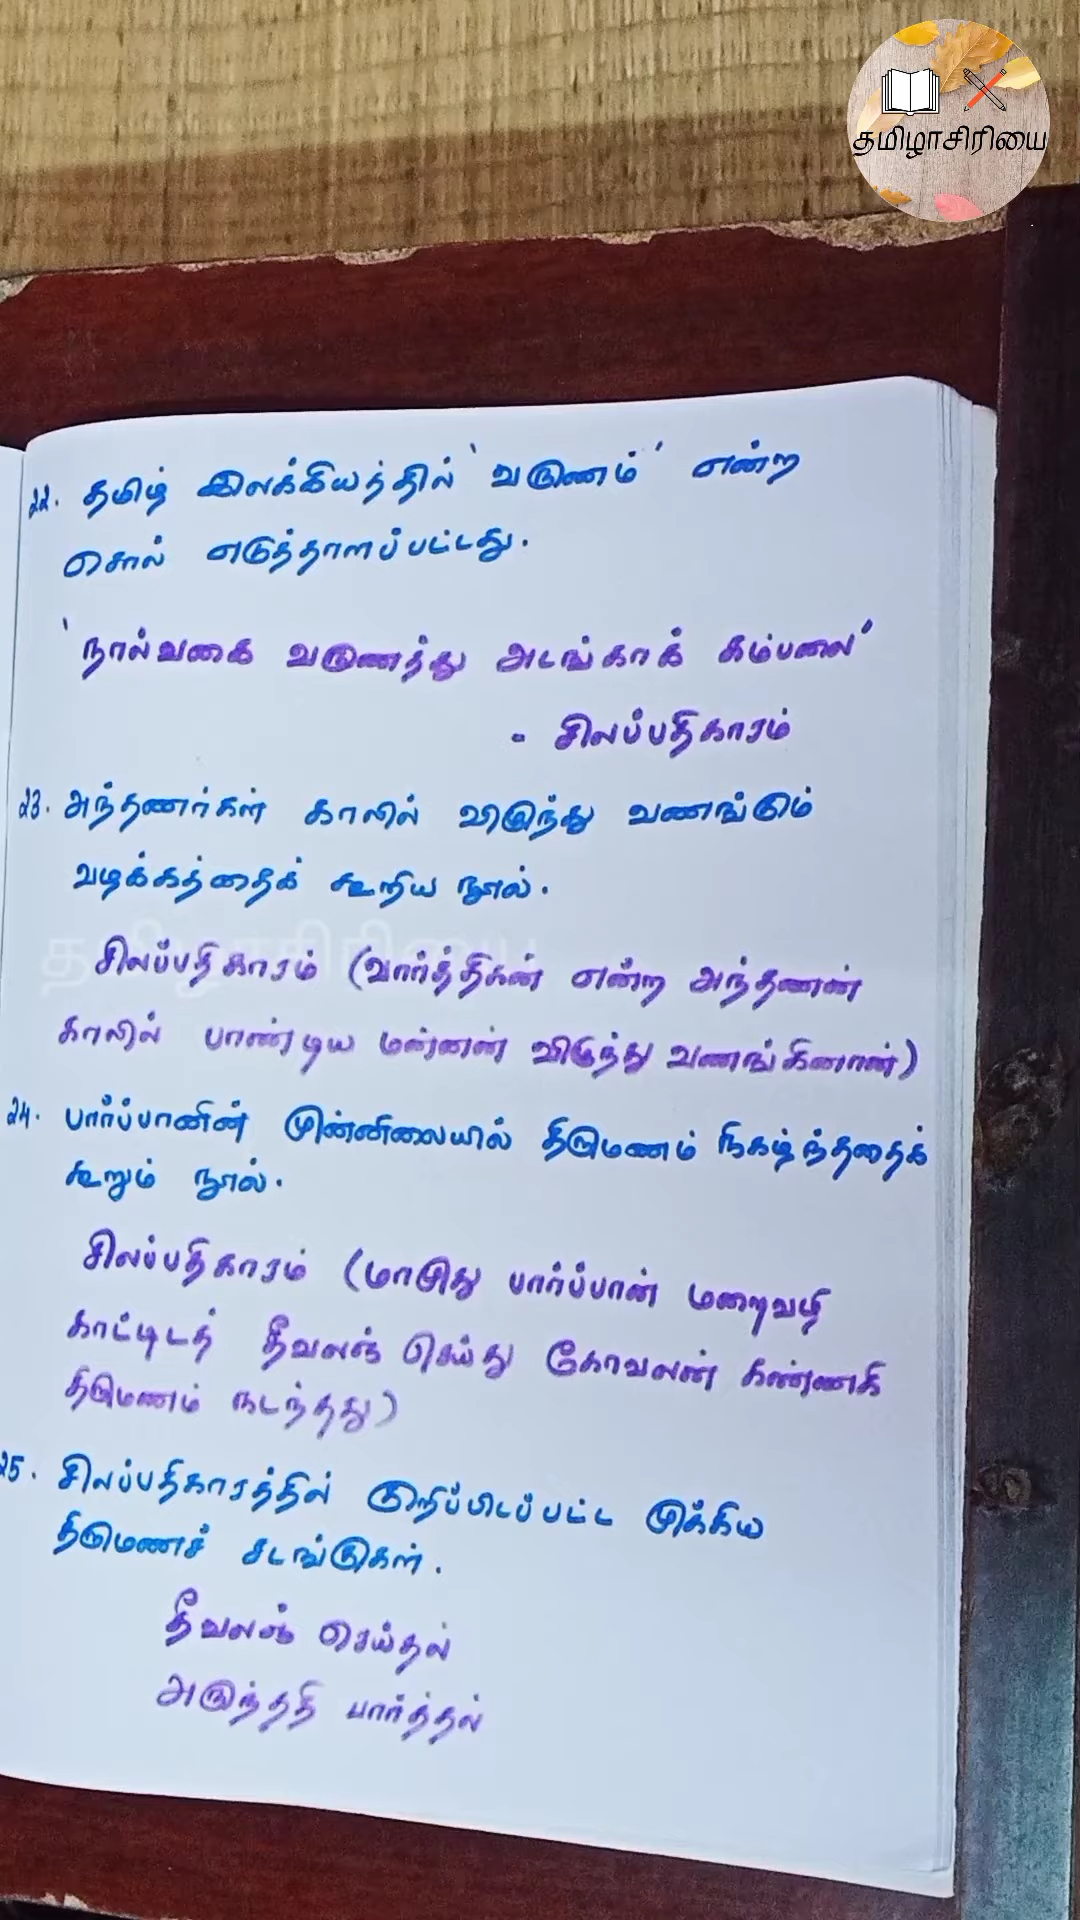 தமிழாசிரியை
22. தமிழ் இலக்கியத்தில் 'வருணம்' என்ற
சொல் எடுத்தாளப்பட்டது.
'நால்வகை வருணத்து அடங்காக் கம்பலை'
- சிலப்பதிகாரம்
23. அந்தணர்கள் காலில் விழுந்து வணங்கும்
வழக்கத்தைக் கூறிய நூல்.
தமிழாசிரியை
சிலப்பதிகாரம் (வார்த்திகன் என்ற அந்தணன்
காலில் பாண்டிய மன்னன் விழுந்து வணங்கினான்)
24. பார்ப்பானின் முன்னிலையில் திருமணம் நிகழ்ந்ததைக்
கூறும் நூல்.
சிலப்பதிகாரம் (மாமுது பார்ப்பான் மறைவழி
காட்டிடத் தீவலஞ் செய்து கோவலன் கண்ணகி
திருமணம் நடந்தது)
25. சிலப்பதிகாரத்தில் குறிப்பிடப்பட்ட முக்கிய
திருமணச் சடங்குகள்.
தீவலஞ் செய்தல்
அருந்ததி பார்த்தல்